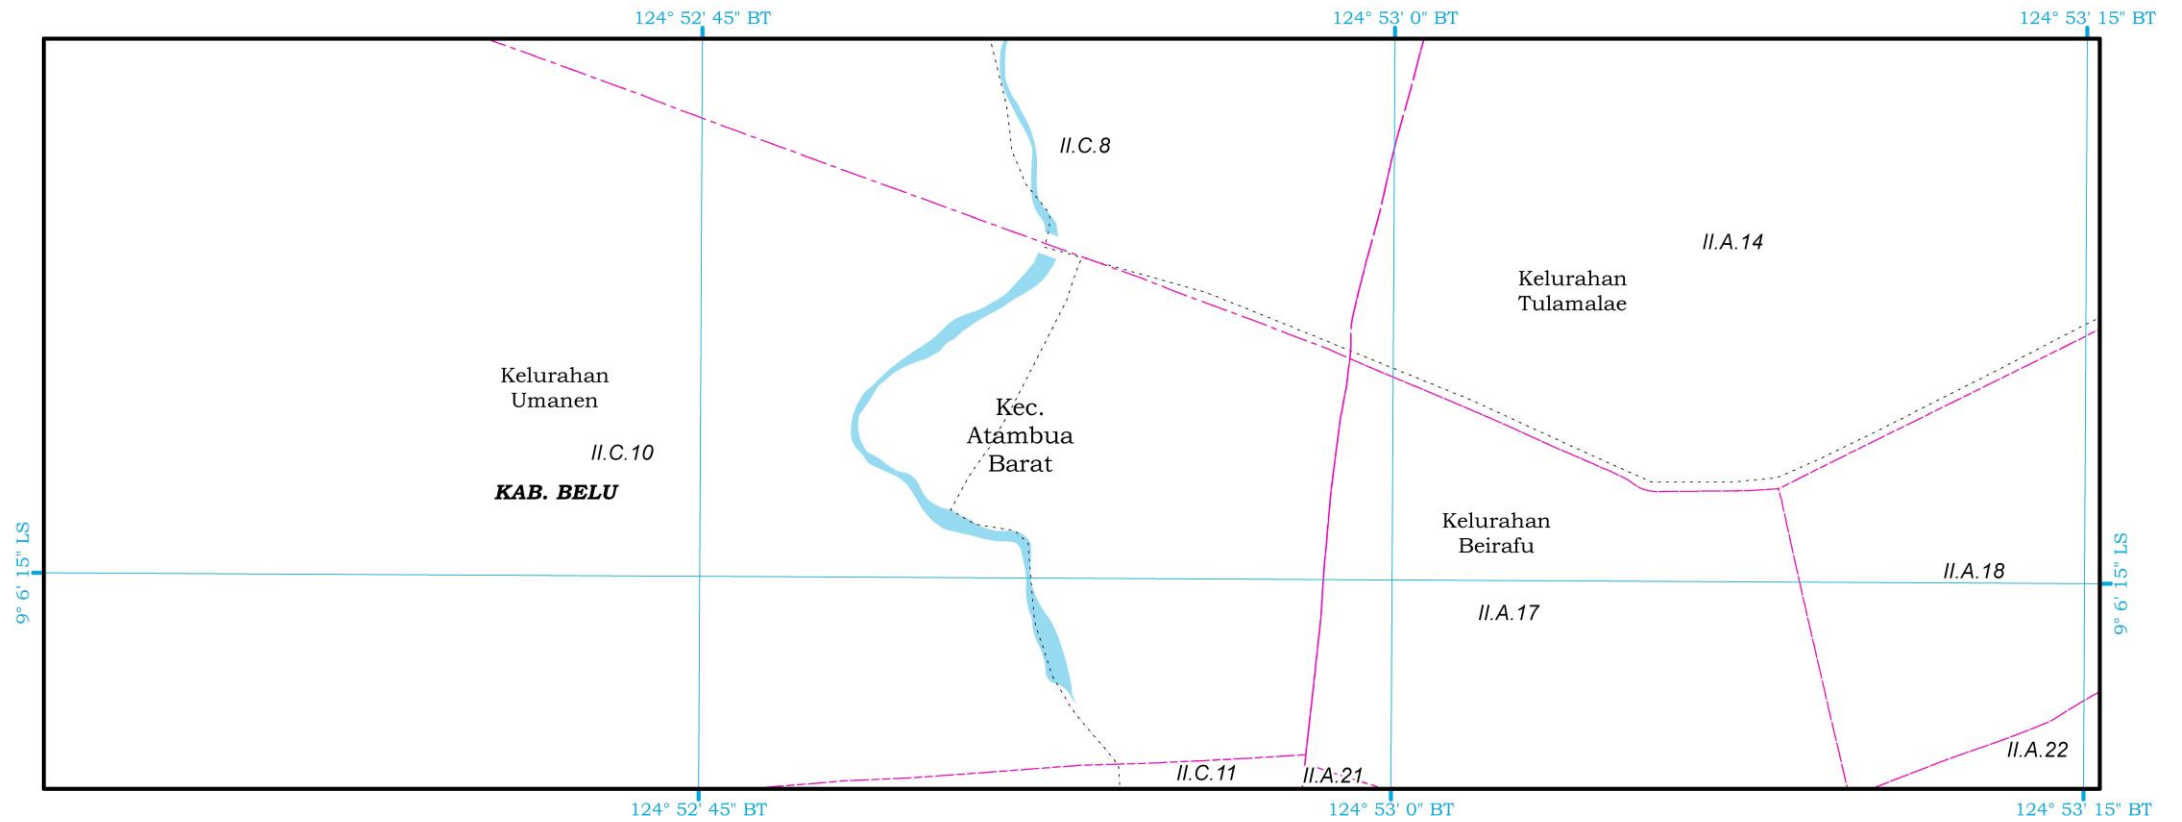 124° 52' 45" BT
124° 53' 0" BT
124° 53' 15" BT
II.C.8
II.A.14
Kelurahan
Tulamalae
Kelurahan
Umanen
II.C.10
KAB. BELU
Kec.
Atambua
Barat
Kelurahan
Beirafu
9° 6' 15" LS
9° 6' 15" LS
II.A.18
II.A.17
II.A.22
II.C.11
II.A.21
124° 52' 45" BT
124° 53' 0" BT
124° 53' 15" BT